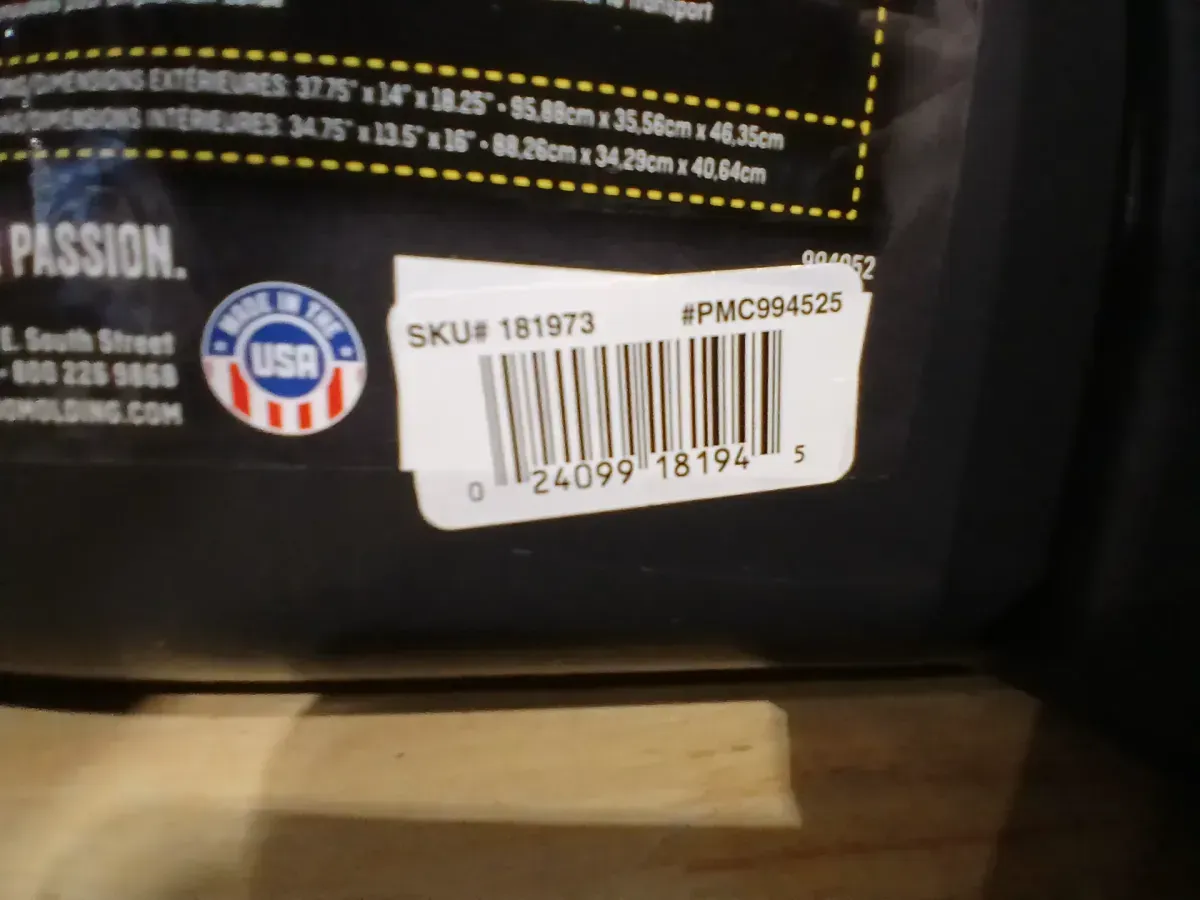 Transport
DIMENSIONS EXTÉRIEURES: 37.75" x 14" x 18.25" • 95,88cm x 35,56cm x 46,35cm
DIMENSIONS INTÉRIEURES: 34.75" x 13.5" x 16" • 88,26cm x 34,29cm x 40,64cm
PASSION.
E. South Street
800 226 9868
OMOLDING.COM
MADE IN THE
USA
SKU# 181973 #PMC994525
0 24099 18194 5